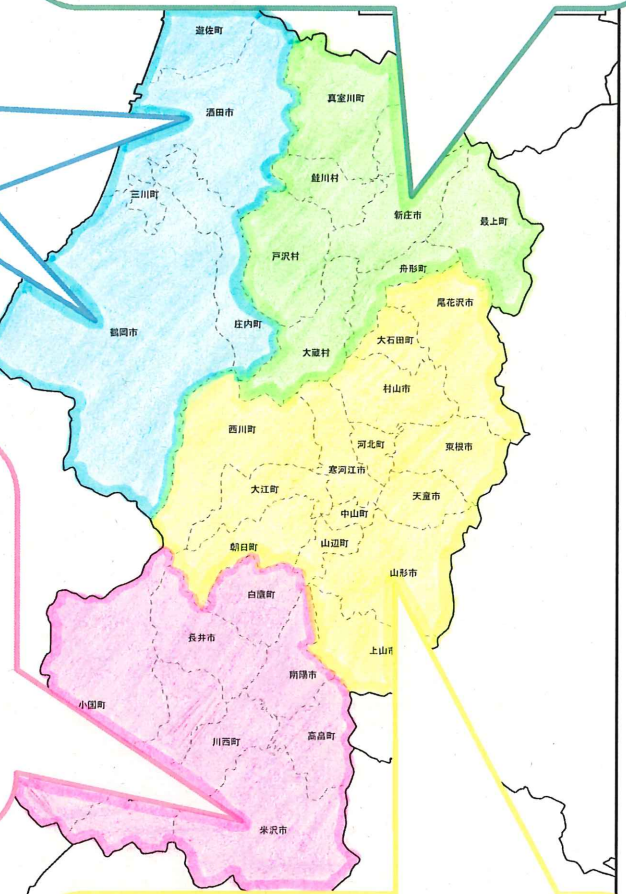 遊佐町
酒田市
真室川町
三川町
鮭川村
新庄市
最上町
戸沢村
舟形町
尾花沢市
庄内町
鶴岡市
大石田町
大蔵村
村山市
西川町
河北町
東根市
寒河江市
大江町
天童市
中山町
朝日町
山辺町
山形市
白鷹町
長井市
上山市
南陽市
小国町
川西町
高畠町
米沢市